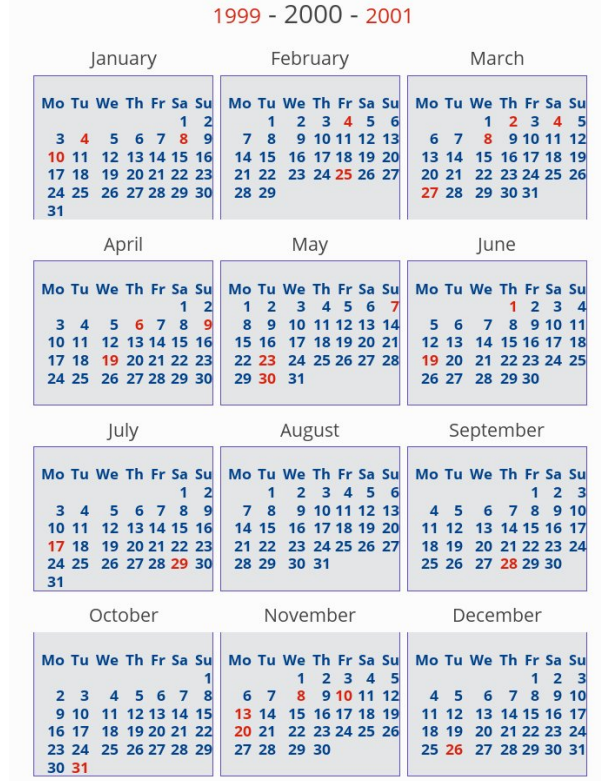 1999 - 2000 - 2001
January
Mo Tu We Th Fr Sa Su
1 2
3 4 5 6 7 8 9
10 11 12 13 14 15 16
17 18 19 20 21 22 23
24 25 26 27 28 29 30
31
February
Mo Tu We Th Fr Sa Su
1 2 3 4 5 6
7 8 9 10 11 12 13
14 15 16 17 18 19 20
21 22 23 24 25 26 27
28 29
March
Mo Tu We Th Fr Sa Su
1 2 3 4 5
6 7 8 9 10 11 12
13 14 15 16 17 18 19
20 21 22 23 24 25 26
27 28 29 30 31
April
Mo Tu We Th Fr Sa Su
1 2
3 4 5 6 7 8 9
10 11 12 13 14 15 16
17 18 19 20 21 22 23
24 25 26 27 28 29 30
May
Mo Tu We Th Fr Sa Su
1 2 3 4 5 6 7
8 9 10 11 12 13 14
15 16 17 18 19 20 21
22 23 24 25 26 27 28
29 30 31
June
Mo Tu We Th Fr Sa Su
1 2 3 4
5 6 7 8 9 10 11
12 13 14 15 16 17 18
19 20 21 22 23 24 25
26 27 28 29 30
July
Mo Tu We Th Fr Sa Su
1 2
3 4 5 6 7 8 9
10 11 12 13 14 15 16
17 18 19 20 21 22 23
24 25 26 27 28 29 30
31
August
Mo Tu We Th Fr Sa Su
1 2 3 4 5 6
7 8 9 10 11 12 13
14 15 16 17 18 19 20
21 22 23 24 25 26 27
28 29 30 31
September
Mo Tu We Th Fr Sa Su
1 2 3
4 5 6 7 8 9 10
11 12 13 14 15 16 17
18 19 20 21 22 23 24
25 26 27 28 29 30
October
Mo Tu We Th Fr Sa Su
1
2 3 4 5 6 7 8
9 10 11 12 13 14 15
16 17 18 19 20 21 22
23 24 25 26 27 28 29
30 31
November
Mo Tu We Th Fr Sa Su
1 2 3 4 5
6 7 8 9 10 11 12
13 14 15 16 17 18 19
20 21 22 23 24 25 26
27 28 29 30
December
Mo Tu We Th Fr Sa Su
1 2 3
4 5 6 7 8 9 10
11 12 13 14 15 16 17
18 19 20 21 22 23 24
25 26 27 28 29 30 31